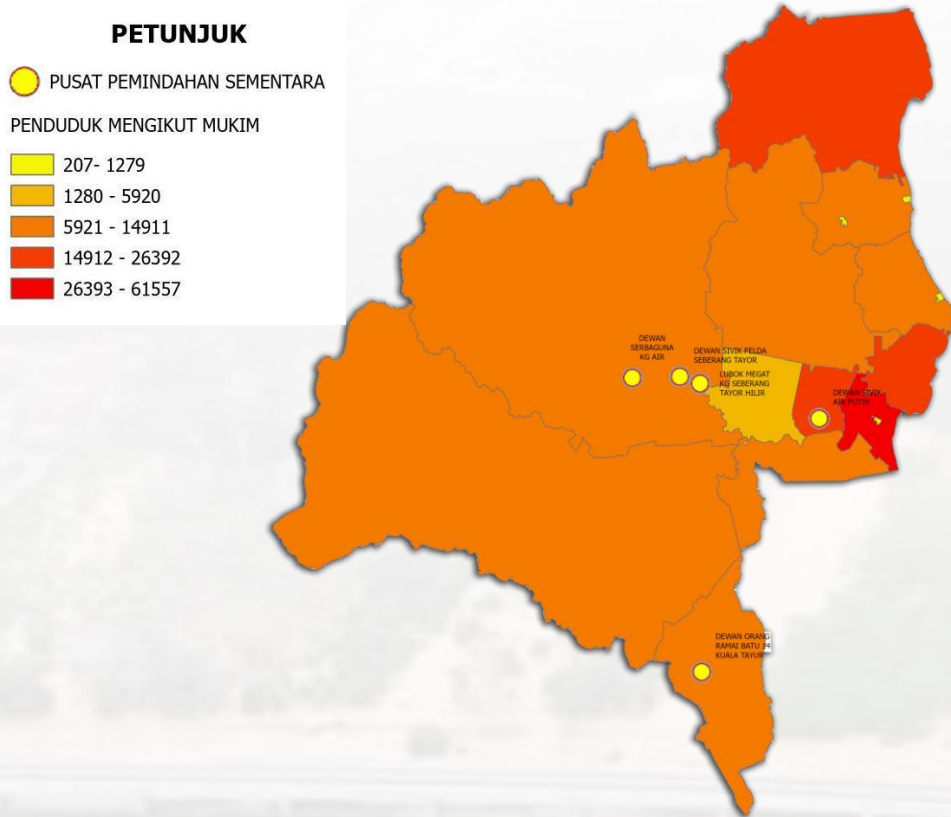 PETUNJUK
PUSAT PEMINDAHAN SEMENTARA
PENDUDUK MENGIKUT MUKIM
207- 1279
1280 - 5920
5921 - 14911
14912 - 26392
26393 - 61557
DEWAN
SERBAGUNA
KG AIR
DEWAN SIVIK FELDA
SEBERANG TAYOR
LUBOK MEGAT
KG SEBERANG
TAYOR HILIR
DEWAN SIVIK
AIR PUTIH
DEWAN ORANG
RAMAI BATU 14
KUALA TAYUR